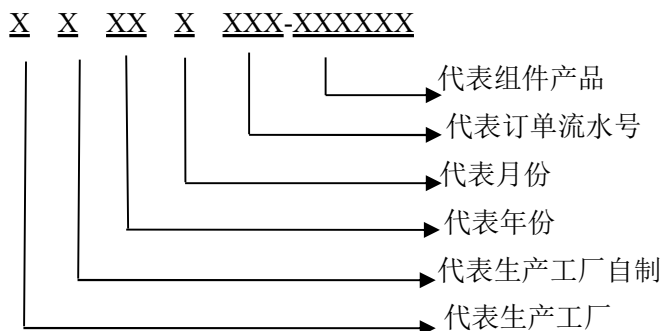 X X XX X XXX-XXXXXX
代表组件产品
代表订单流水号
代表月份
代表年份
代表生产工厂自制
代表生产工厂